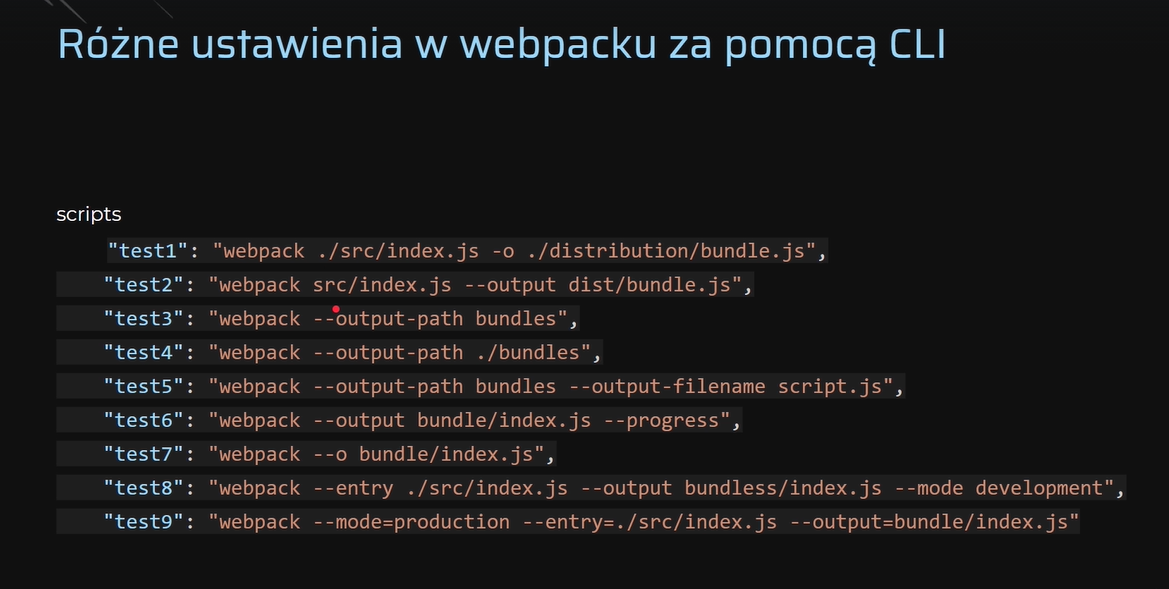 Różne ustawienia w webpacku za pomocą CLI
scripts
"test1": "webpack ./src/index.js -o ./distribution/bundle.js",
"test2": "webpack src/index.js --output dist/bundle.js",
"test3": "webpack --output-path bundles",
"test4": "webpack --output-path ./bundles",
"test5": "webpack --output-path bundles --output-filename script.js",
"test6": "webpack --output bundle/index.js --progress",
"test7": "webpack --o bundle/index.js",
"test8": "webpack --entry ./src/index.js --output bundless/index.js --mode development",
"test9": "webpack --mode=production --entry=./src/index.js --output=bundle/index.js"